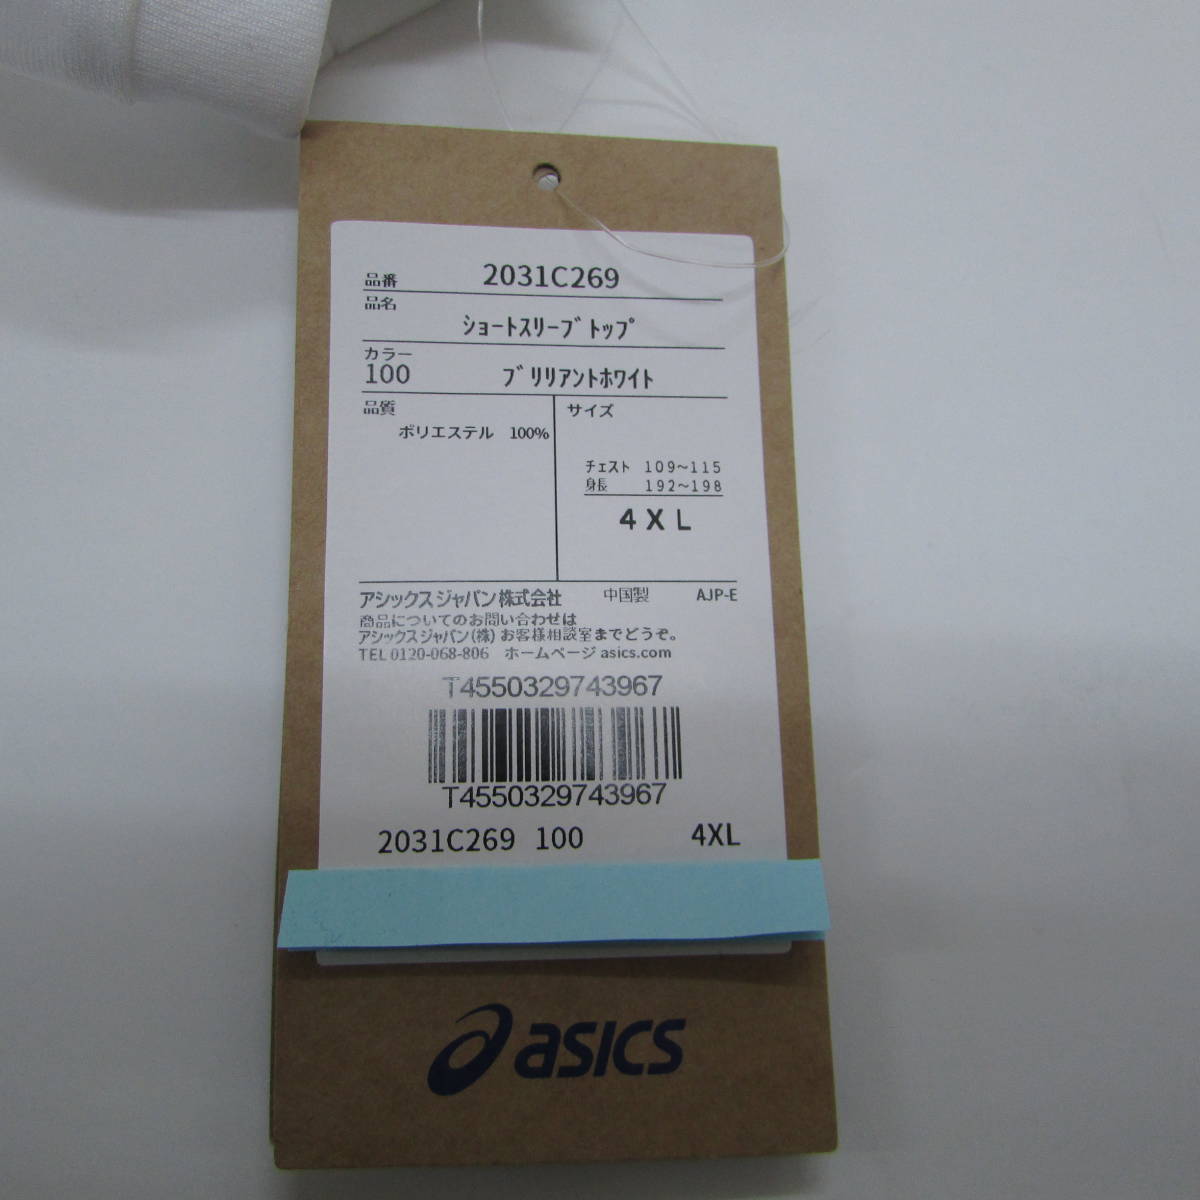 品番 2031C269
品名
ｼｮｰﾄｽﾘｰﾌﾞﾄｯﾌﾟ
カラー
100 ﾌﾞﾘﾘｱﾝﾄﾎﾜｲﾄ
品質 サイズ
ポリエステル 100%
チェスト 109~115
身長 192~198
4XL
アシックスジャパン株式会社 中国製 AJP-E
商品についてのお問い合わせは
アシックスジャパン(株)お客様相談室までどうぞ。
TEL 0120-068-806 ホームページ asics.com
T4550329743967
T4550329743967
2031C269 100 4XL
asics